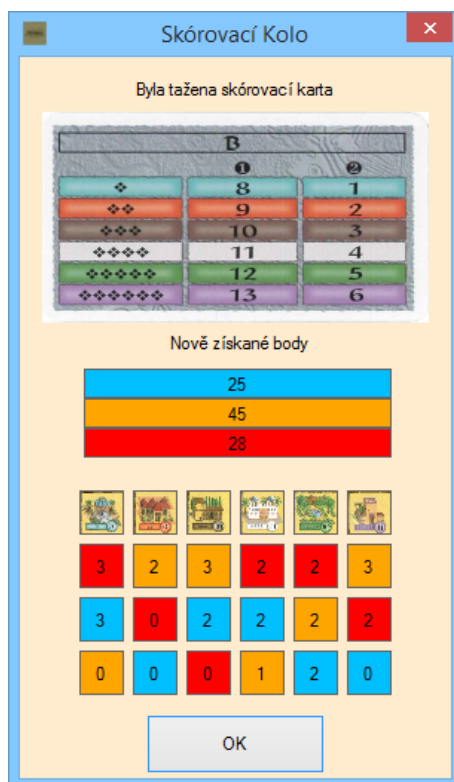 Skórovací Kolo
Byla tažena skórovací karta
B
❶ ❷
8 1
9 2
10 3
11 4
12 5
13 6
Nově získané body
25
45
28
3 2 3 2 2 3
3 0 2 2 2 2
0 0 0 1 2 0
OK